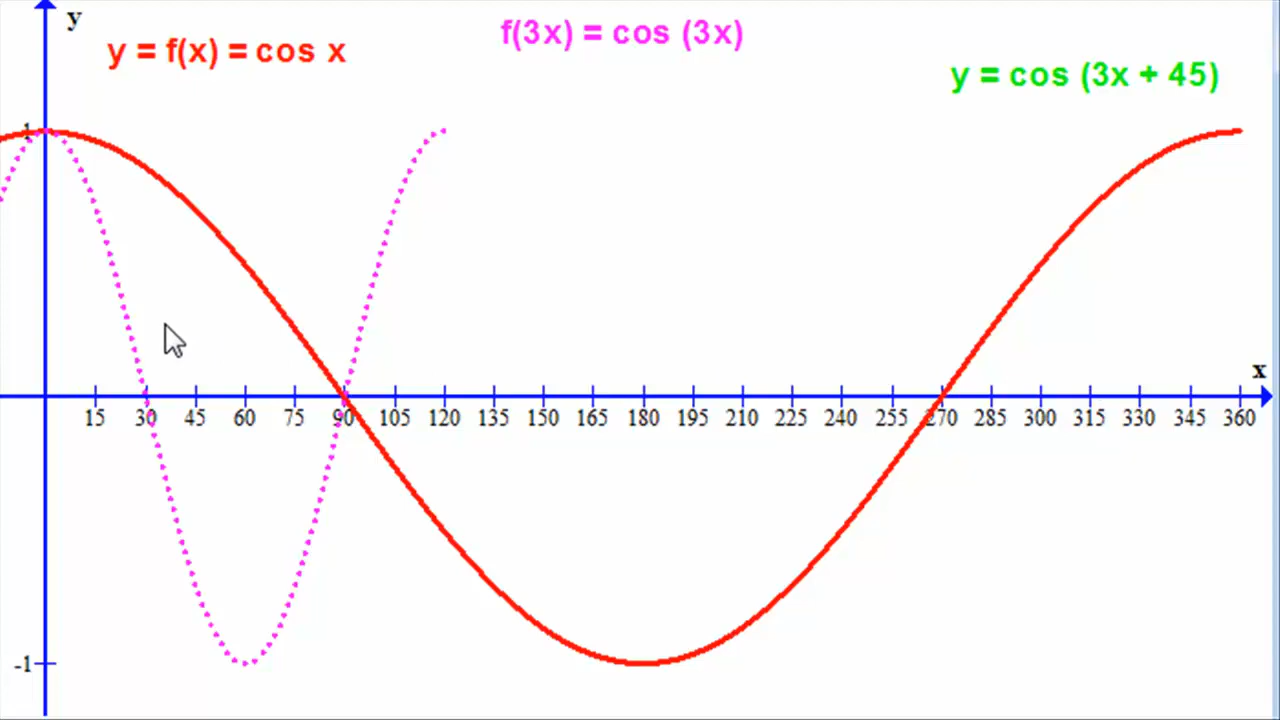 y
y = f(x) = cos x
f(3x) = cos (3x)
y = cos (3x + 45)
1
x
15 30 45 60 75 90 105 120 135 150 165 180 195 210 225 240 255 270 285 300 315 330 345 360
-1